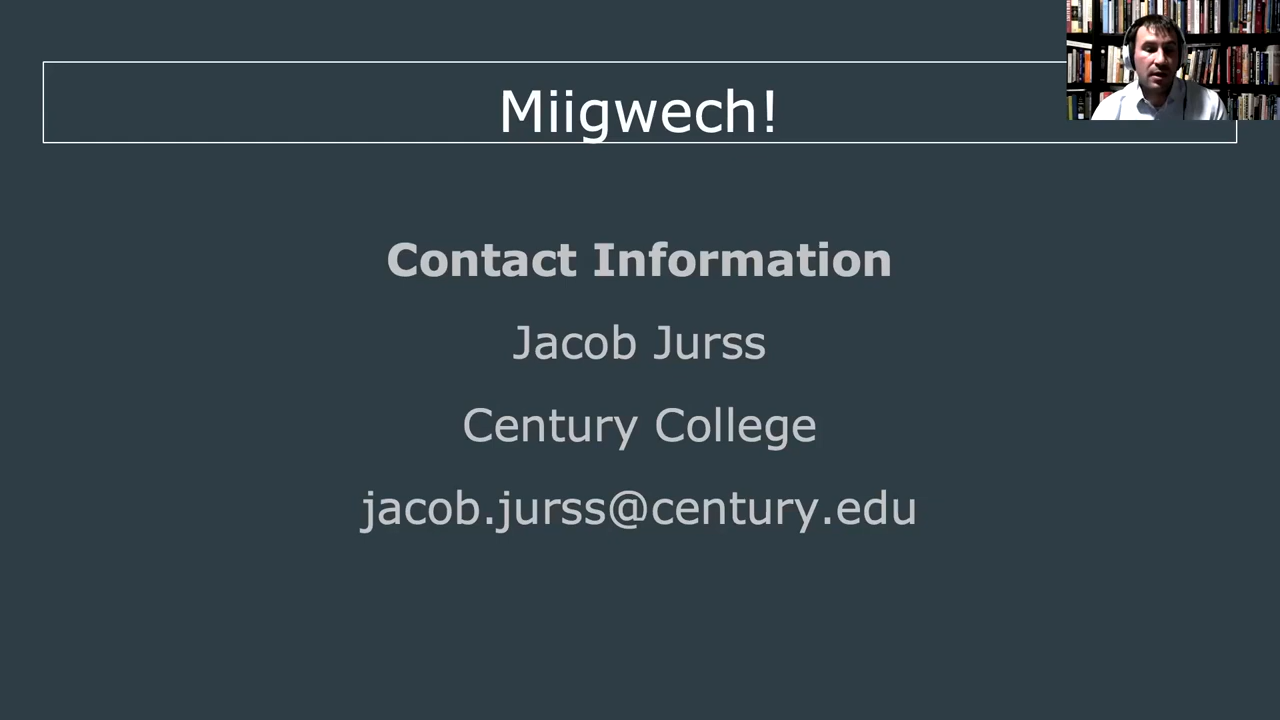 Miigwech!
Contact Information
Jacob Jurss
Century College
jacob.jurss@century.edu